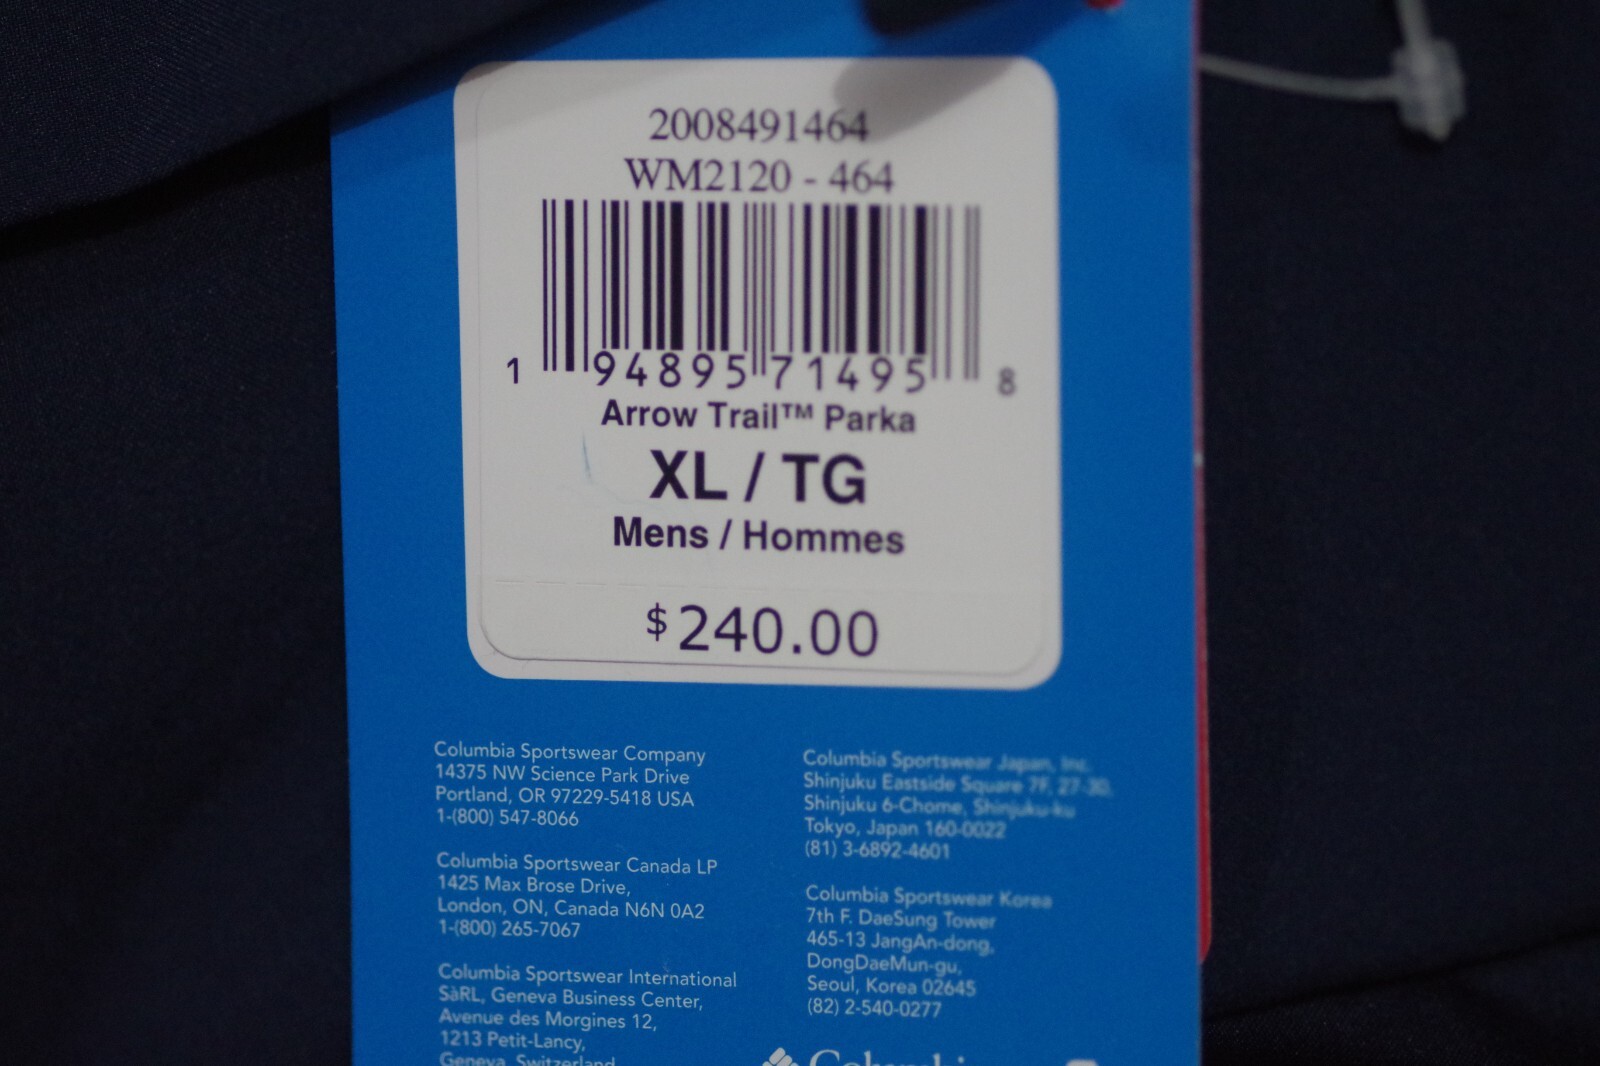 2008491464
WM2120 - 464
1 94895 71495 8
Arrow Trail™ Parka
XL / TG
Mens / Hommes
$240.00
Columbia Sportswear Company
14375 NW Science Park Drive
Portland, OR 97229-5418 USA
1-(800) 547-8066
Columbia Sportswear Canada LP
1425 Max Brose Drive,
London, ON, Canada N6N 0A2
1-(800) 265-7067
Columbia Sportswear International
SàRL, Geneva Business Center,
Avenue des Morgines 12,
1213 Petit-Lancy,
Geneva, Switzerland
Columbia Sportswear Japan, Inc.
Shinjuku Eastside Square 7F, 27-30,
Shinjuku 6-Chome, Shinjuku-ku
Tokyo, Japan 160-0022
(81) 3-6892-4601
Columbia Sportswear Korea
7th F. DaeSung Tower
465-13 JangAn-dong,
DongDaeMun-gu,
Seoul, Korea 02645
(82) 2-540-0277
Columbia